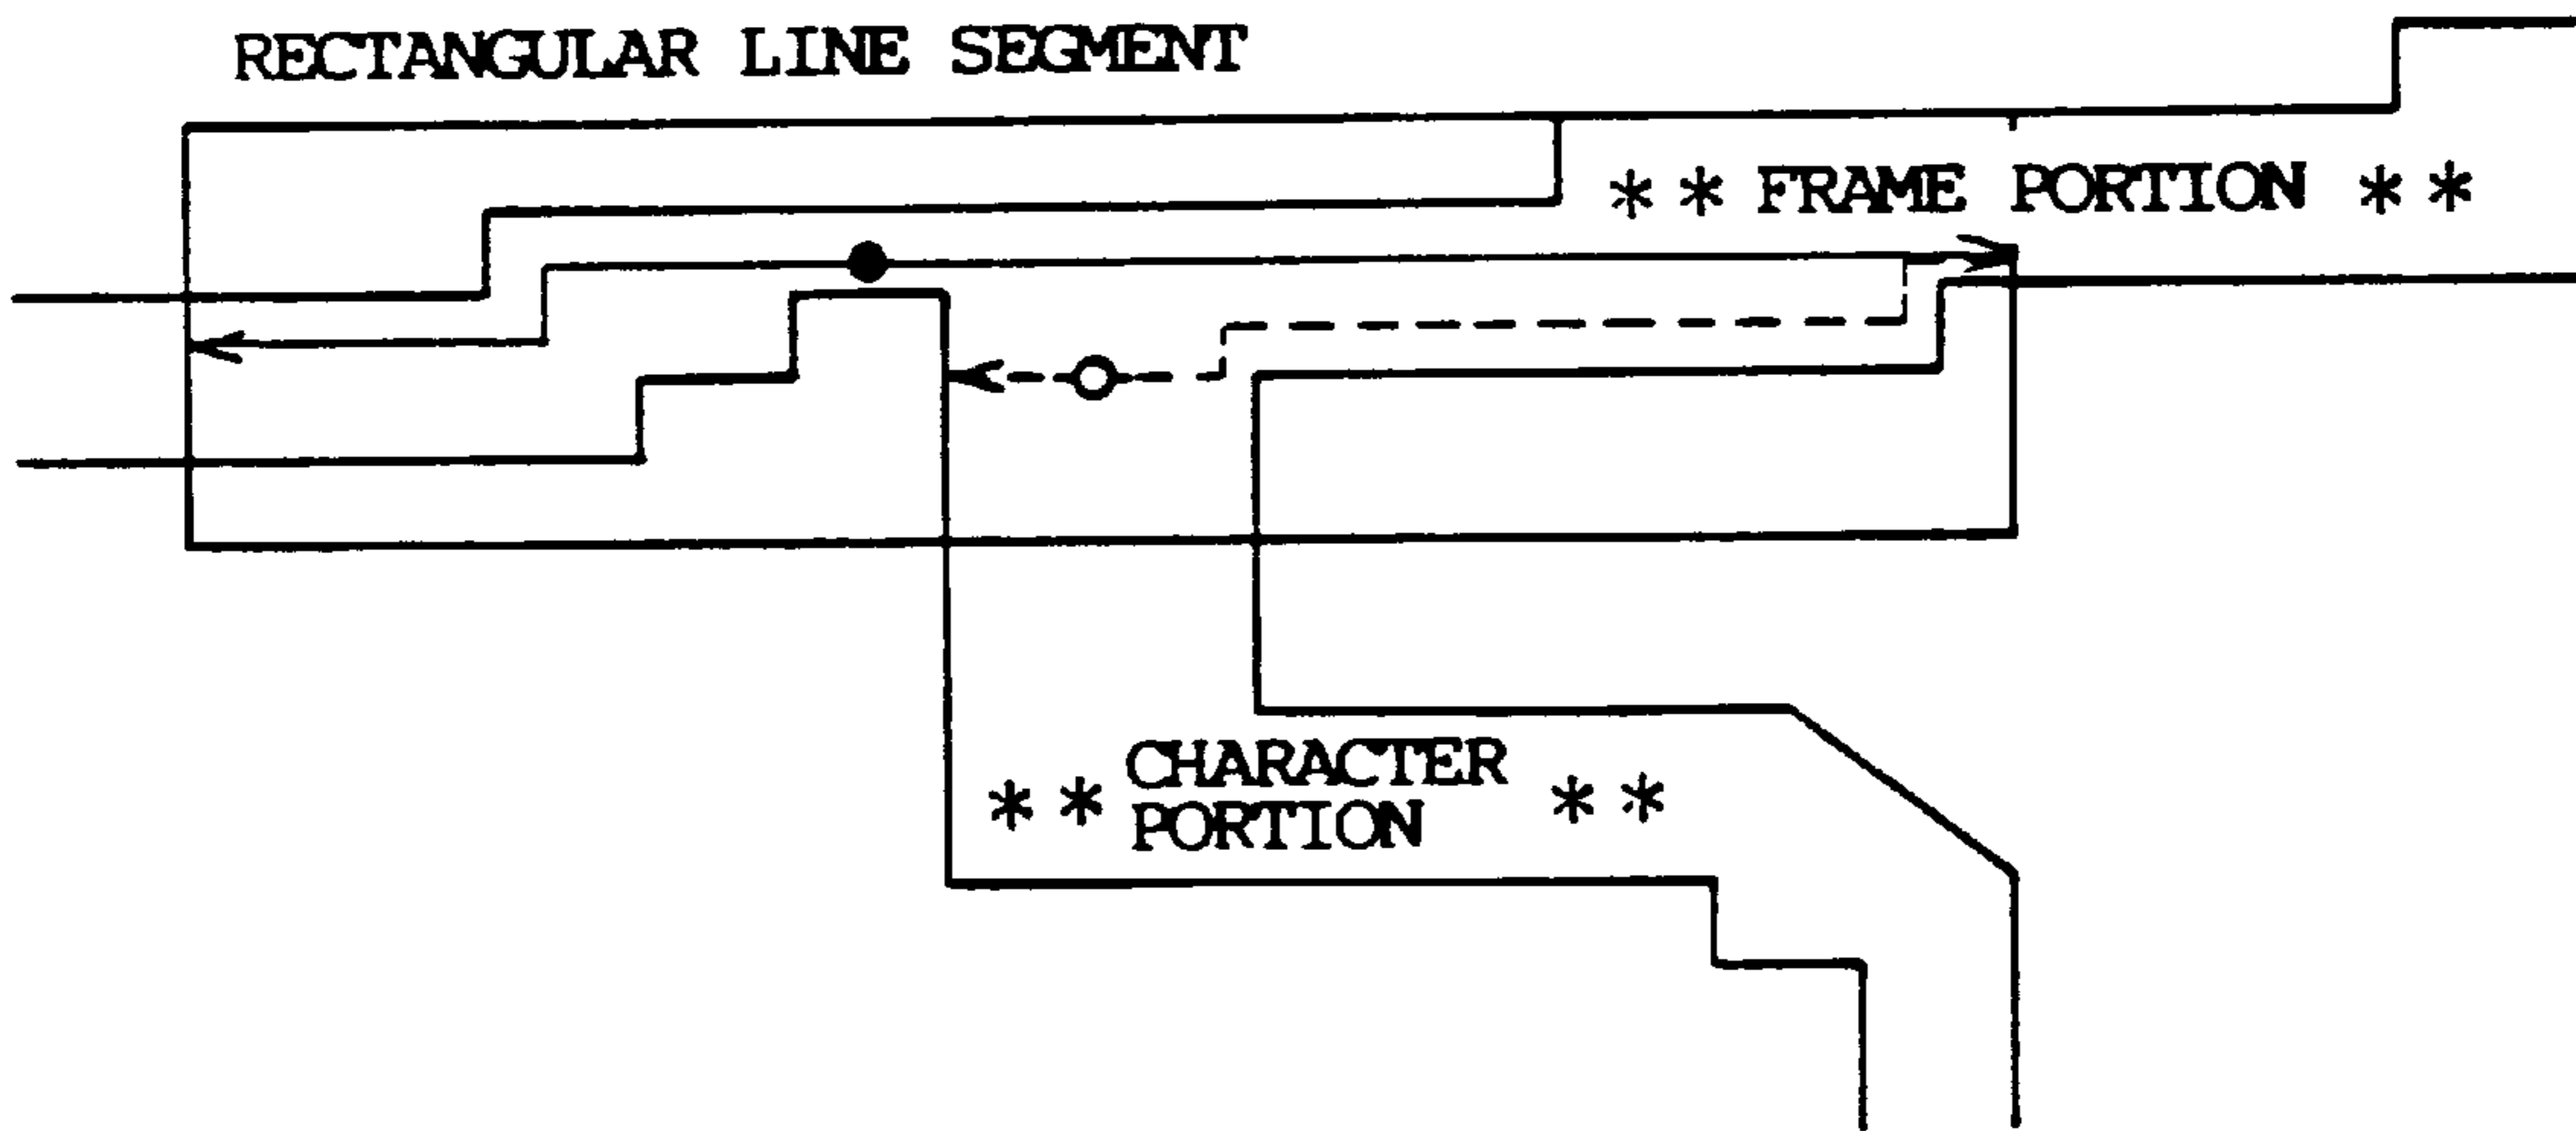 RECTANGULAR LINE SEGMENT
* * FRAME PORTION * *
* * CHARACTER PORTION * *